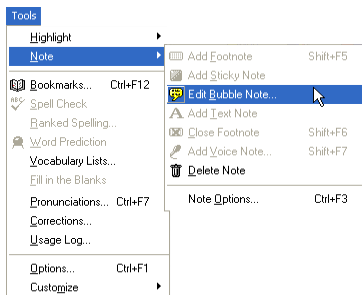 Tools
Highlight
Note
Bookmarks... Ctrl+F12
ABC Spell Check
Ranked Spelling...
Word Prediction
Vocabulary Lists...
Fill in the Blanks
Pronunciations... Ctrl+F7
Corrections...
Usage Log...
Options... Ctrl+F1
Customize
Add Footnote Shift+F5
Add Sticky Note
Edit Bubble Note...
A Add Text Note
Close Footnote Shift+F6
Add Voice Note... Shift+F7
Delete Note
Note Options... Ctrl+F3